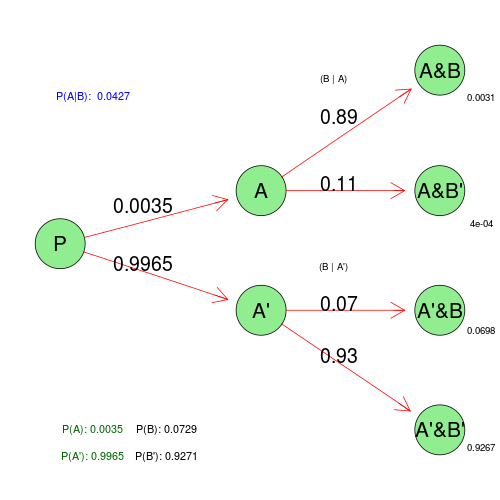 A&B
(B | A)
P(A|B): 0.0427
0.0031
0.89
0.11
A
A&B'
0.0035
4e-04
P
0.9965
(B | A')
0.07
A'
A'&B
0.0698
0.93
A'&B'
P(A): 0.0035 P(B): 0.0729
0.9267
P(A'): 0.9965 P(B'): 0.9271